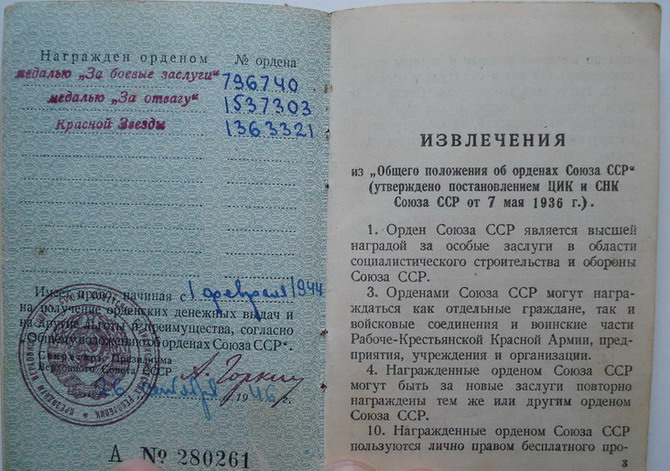 Награжден орденом № ордена
медалью „За боевые заслуги" 796740
медалью „За отвагу" 1537303
Красной Звезды 1363321
Имеет право, начиная с 1 февраля 1944
на получение орденских денежных выдач и
на другие льготы и преимущества, согласно
„Общему положению об орденах Союза ССР".
Секретарь Президиума
Верховного Совета СССР А. Горкин
26 1946 г.
А № 280261
ИЗВЛЕЧЕНИЯ
из „Общего положения об орденах Союза ССР"
(утверждено постановлением ЦИК и СНК
Союза ССР от 7 мая 1936 г.).
1. Орден Союза ССР является высшей
наградой за особые заслуги в области
социалистического строительства и обороны
Союза ССР.
3. Орденами Союза ССР могут награ-
ждаться как отдельные граждане, так и
войсковые соединения и воинские части
Рабоче-Крестьянской Красной Армии, пред-
приятия, учреждения и организации.
4. Награжденные орденом Союза ССР
могут быть за новые заслуги повторно
награждены тем же или другим орденом
Союза ССР.
10. Награжденные орденом Союза ССР
пользуются лично правом бесплатного про-
3